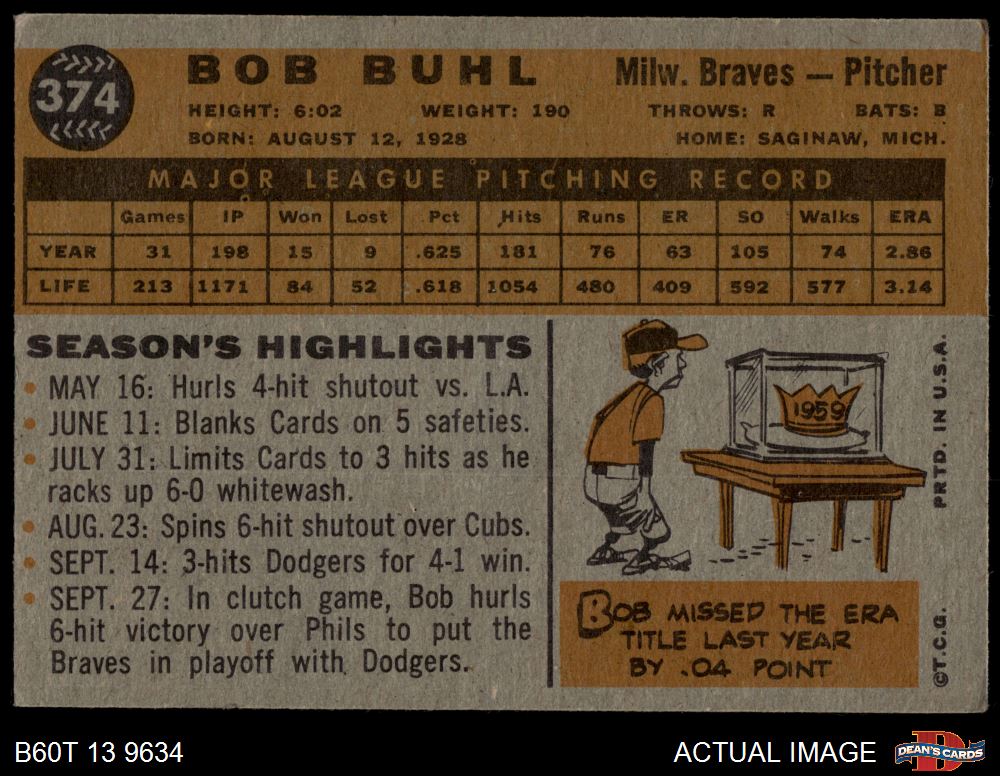 374
BOB BUHL
Milw. Braves — Pitcher
HEIGHT: 6:02 WEIGHT: 190 THROWS: R BATS: B
BORN: AUGUST 12, 1928 HOME: SAGINAW, MICH.
MAJOR LEAGUE PITCHING RECORD
Games IP Won Lost Pct Hits Runs ER SO Walks ERA
YEAR 31 198 15 9 .625 181 76 63 105 74 2.86
LIFE 213 1171 84 52 .618 1054 480 409 592 577 3.14
SEASON'S HIGHLIGHTS
• MAY 16: Hurls 4-hit shutout vs. L.A.
• JUNE 11: Blanks Cards on 5 safeties.
• JULY 31: Limits Cards to 3 hits as he
racks up 6-0 whitewash.
• AUG. 23: Spins 6-hit shutout over Cubs.
• SEPT. 14: 3-hits Dodgers for 4-1 win.
• SEPT. 27: In clutch game, Bob hurls
6-hit victory over Phils to put the
Braves in playoff with Dodgers.
1959
BOB MISSED THE ERA
TITLE LAST YEAR
BY .04 POINT
©T.C.G. PRTD. IN U.S.A.
B60T 13 9634
ACTUAL IMAGE
DEAN'S CARDS